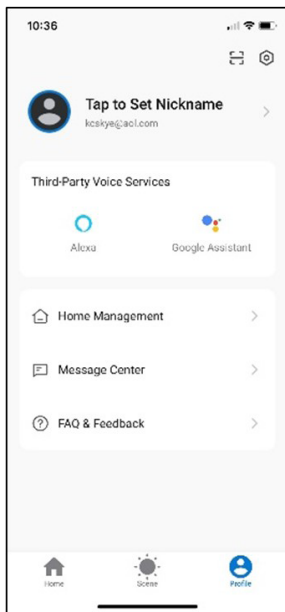 10:36
Tap to Set Nickname
kcskye@aol.com
Third-Party Voice Services
Alexa
Google Assistant
Home Management
Message Center
FAQ & Feedback
Home
Scene
Profile